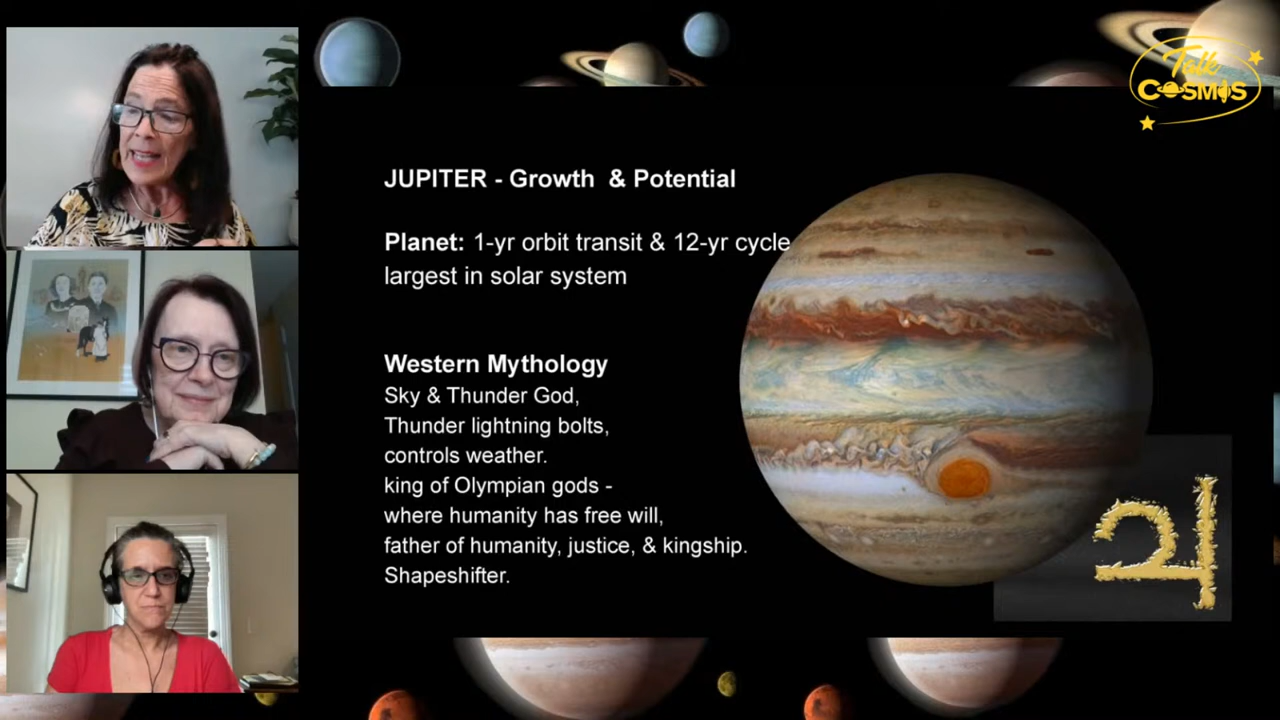 Talk
COSMOS
JUPITER - Growth & Potential
Planet: 1-yr orbit transit & 12-yr cycle
largest in solar system
Western Mythology
Sky & Thunder God,
Thunder lightning bolts,
controls weather.
king of Olympian gods -
where humanity has free will,
father of humanity, justice, & kingship.
Shapeshifter.